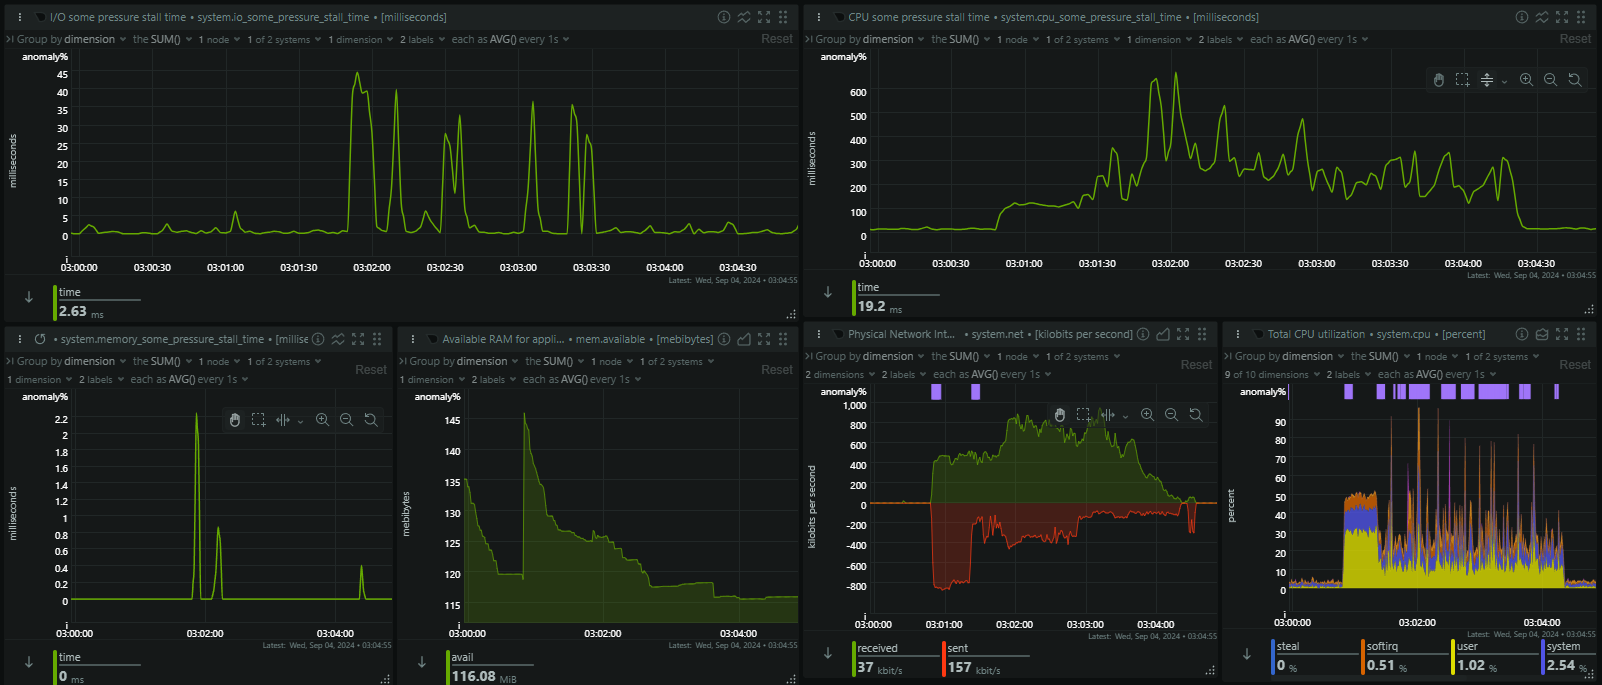 I/O some pressure stall time • system.io_some_pressure_stall_time • [milliseconds]
Group by dimension the SUM() 1 node 1 of 2 systems 1 dimension 2 labels each as AVG() every 1s Reset
anomaly%
45
40
35
30
25
20
15
10
5
0
milliseconds
03:00:00 03:00:30 03:01:00 03:01:30 03:02:00 03:02:30 03:03:00 03:03:30 03:04:00 03:04:30
Latest: Wed, Sep 04, 2024 • 03:04:55
time
2.63 ms
CPU some pressure stall time • system.cpu_some_pressure_stall_time • [milliseconds]
Group by dimension the SUM() 1 node 1 of 2 systems 1 dimension 2 labels each as AVG() every 1s Reset
anomaly%
600
500
400
300
200
100
0
milliseconds
03:00:00 03:00:30 03:01:00 03:01:30 03:02:00 03:02:30 03:03:00 03:03:30 03:04:00 03:04:30
Latest: Wed, Sep 04, 2024 • 03:04:55
time
19.2 ms
• system.memory_some_pressure_stall_time • [millise
Group by dimension the SUM() 1 node 1 of 2 systems
1 dimension 2 labels each as AVG() every 1s Reset
anomaly%
2.2
2
1.8
1.6
1.4
1.2
1
0.8
0.6
0.4
0.2
0
milliseconds
03:00:00 03:02:00 03:04:00
Latest: Wed, Sep 04, 2024 • 03:04:55
time
0 ms
Available RAM for appli... • mem.available • [mebibytes]
Group by dimension the SUM() 1 node 1 of 2 systems
1 dimension 2 labels each as AVG() every 1s Reset
anomaly%
145
140
135
130
125
120
115
mebibytes
03:00:00 03:02:00 03:04:00
Latest: Wed, Sep 04, 2024 • 03:04:55
avail
116.08 MiB
Physical Network Int... • system.net • [kilobits per second]
Group by dimension the SUM() 1 node 1 of 2 systems
2 dimensions 2 labels each as AVG() every 1s Reset
anomaly%
1,000
800
600
400
200
0
-200
-400
-600
-800
kilobits per second
03:00:00 03:01:00 03:02:00 03:03:00 03:04:00
Latest: Wed, Sep 04, 2024 • 03:04:55
received sent
37 kbit/s 157 kbit/s
Total CPU utilization • system.cpu • [percent]
Group by dimension the SUM() 1 node 1 of 2 systems
9 of 10 dimensions 2 labels each as AVG() every 1s Reset
anomaly%
90
80
70
60
50
40
30
20
10
0
percent
03:00:00 03:02:00 03:04:00
Latest: Wed, Sep 04, 2024 • 03:04:55
steal softirq user system
0 % 0.51 % 1.02 % 2.54 %